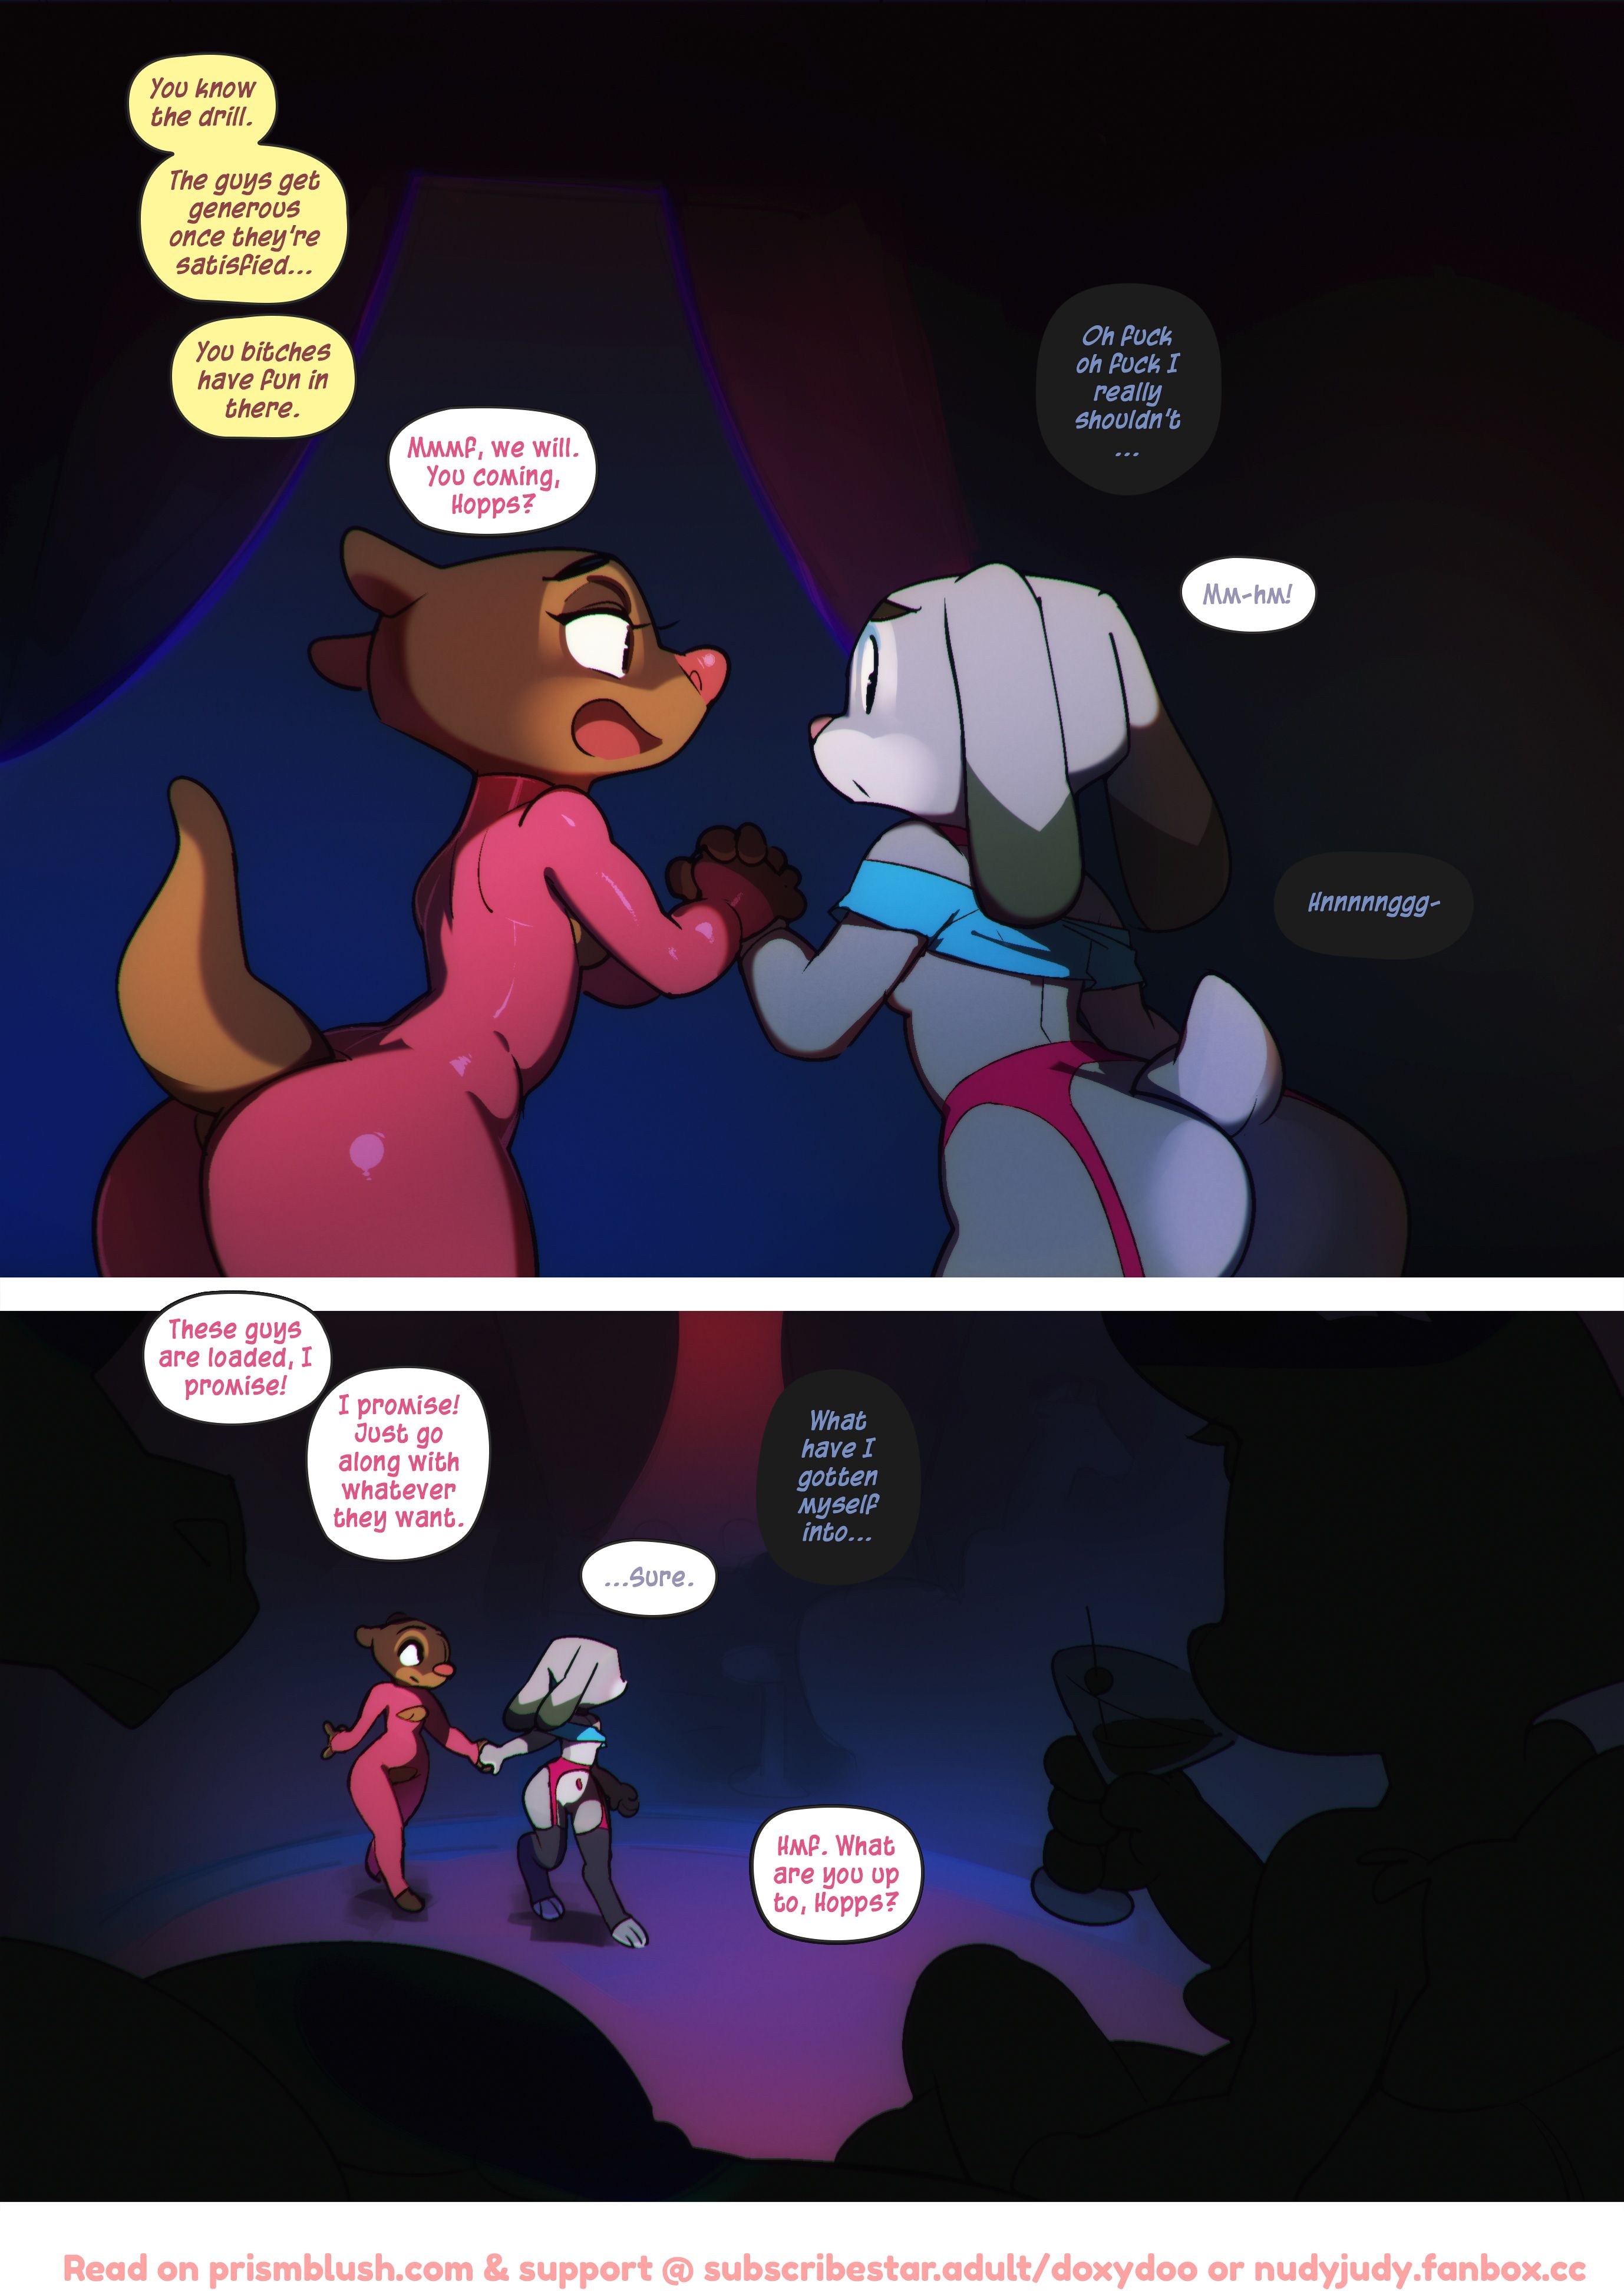 You know
the drill.
The guys get
generous
once they're
satisfied...
You bitches
have fun in
there.
Mmmf, we will.
You coming,
Hopps?
Oh fuck
oh fuck I
really
shouldn't
...
Mm-hm!
Hnnnnnggg-
These guys
are loaded, I
promise!
I promise!
Just go
along with
whatever
they want.
...Sure.
What
have I
gotten
myself
into...
Hmf. What
are you up
to, Hopps?
Read on prismblush.com & support @ subscribestar.adult/doxydoo or nudyjudy.fanbox.cc